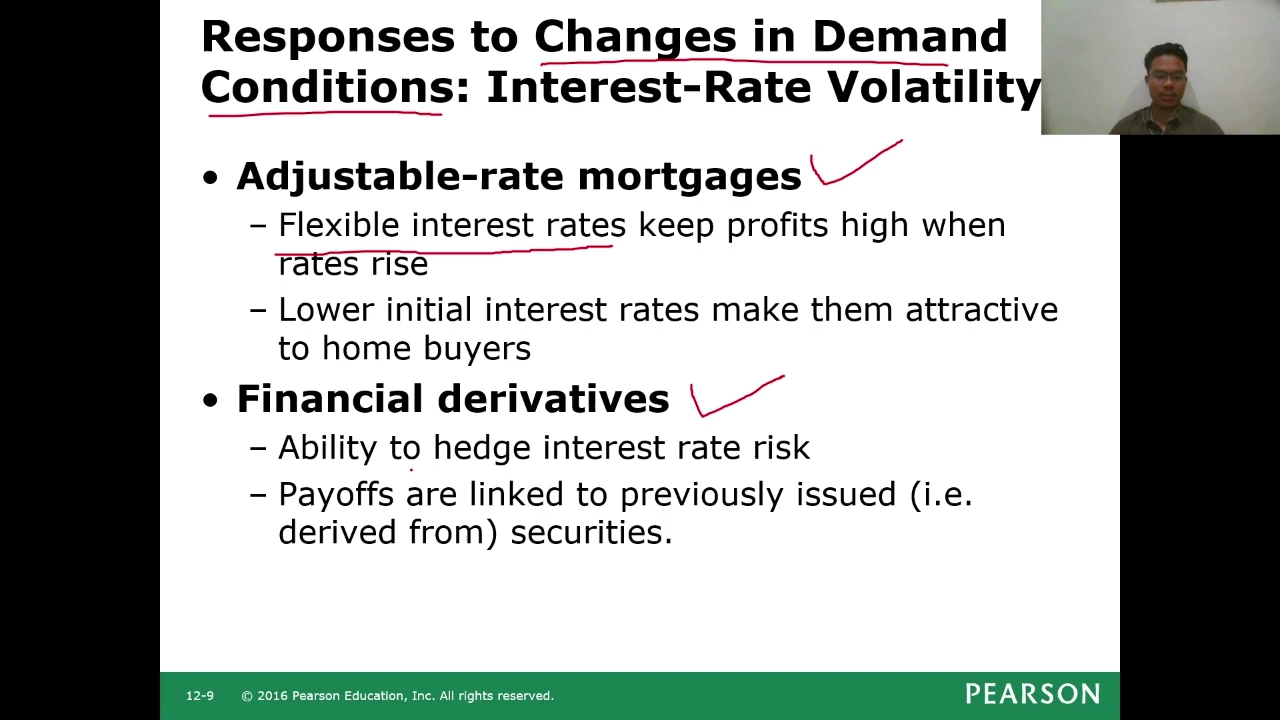 Responses to Changes in Demand
Conditions: Interest-Rate Volatility
• Adjustable-rate mortgages
– Flexible interest rates keep profits high when
rates rise
– Lower initial interest rates make them attractive
to home buyers
• Financial derivatives
– Ability to hedge interest rate risk
– Payoffs are linked to previously issued (i.e.
derived from) securities.
12-9 © 2016 Pearson Education, Inc. All rights reserved.
PEARSON